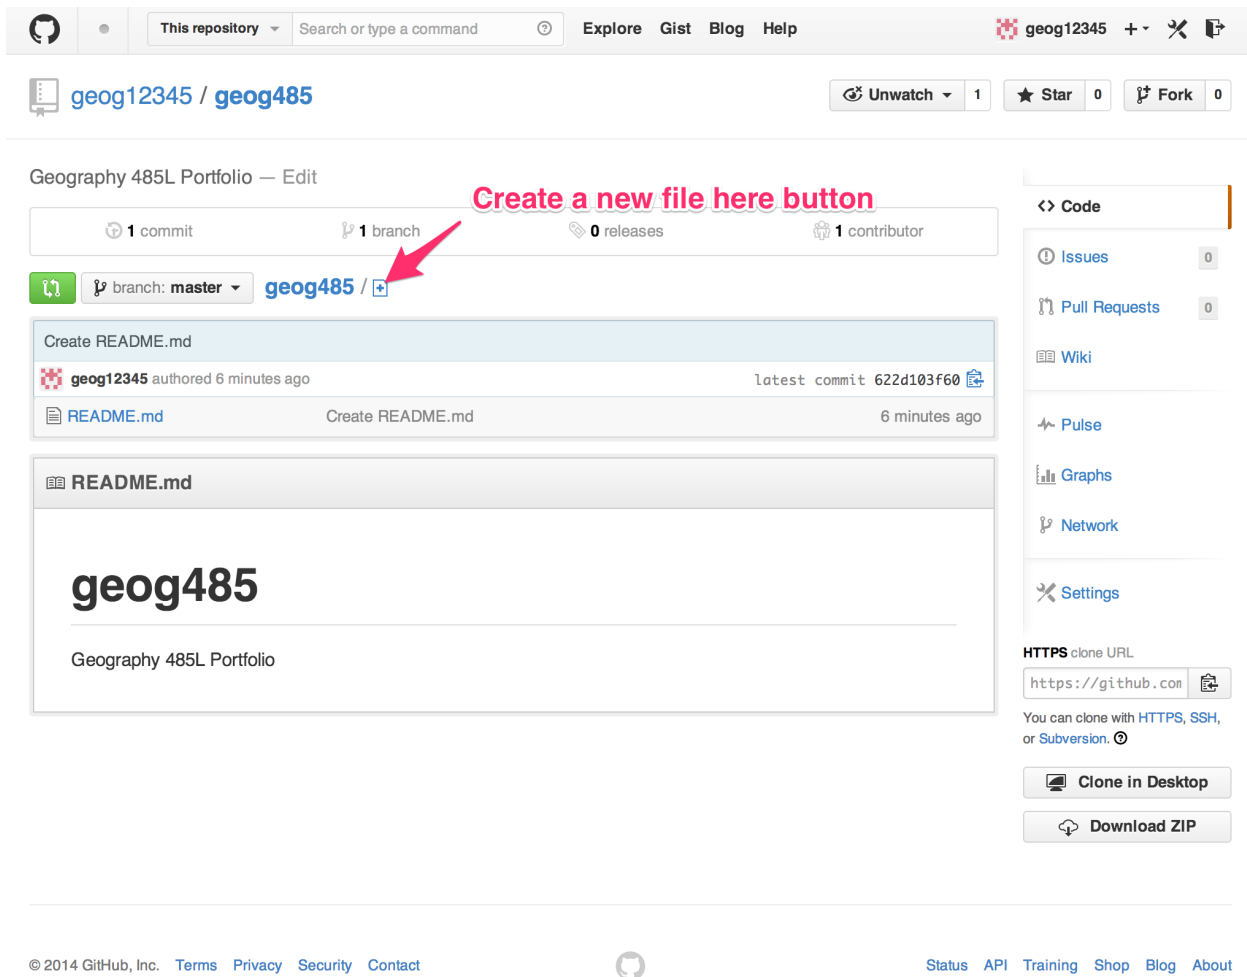 This repository
Search or type a command
Explore Gist Blog Help
geog12345
geog12345 / geog485
Unwatch 1
Star 0
Fork 0
Geography 485L Portfolio — Edit
Create a new file here button
1 commit
1 branch
0 releases
1 contributor
branch: master
geog485 /
Create README.md
geog12345 authored 6 minutes ago
latest commit 622d103f60
README.md Create README.md 6 minutes ago
README.md
geog485
Geography 485L Portfolio
Code
Issues 0
Pull Requests 0
Wiki
Pulse
Graphs
Network
Settings
HTTPS clone URL
https://github.com
You can clone with HTTPS, SSH,
or Subversion.
Clone in Desktop
Download ZIP
© 2014 GitHub, Inc. Terms Privacy Security Contact
Status API Training Shop Blog About